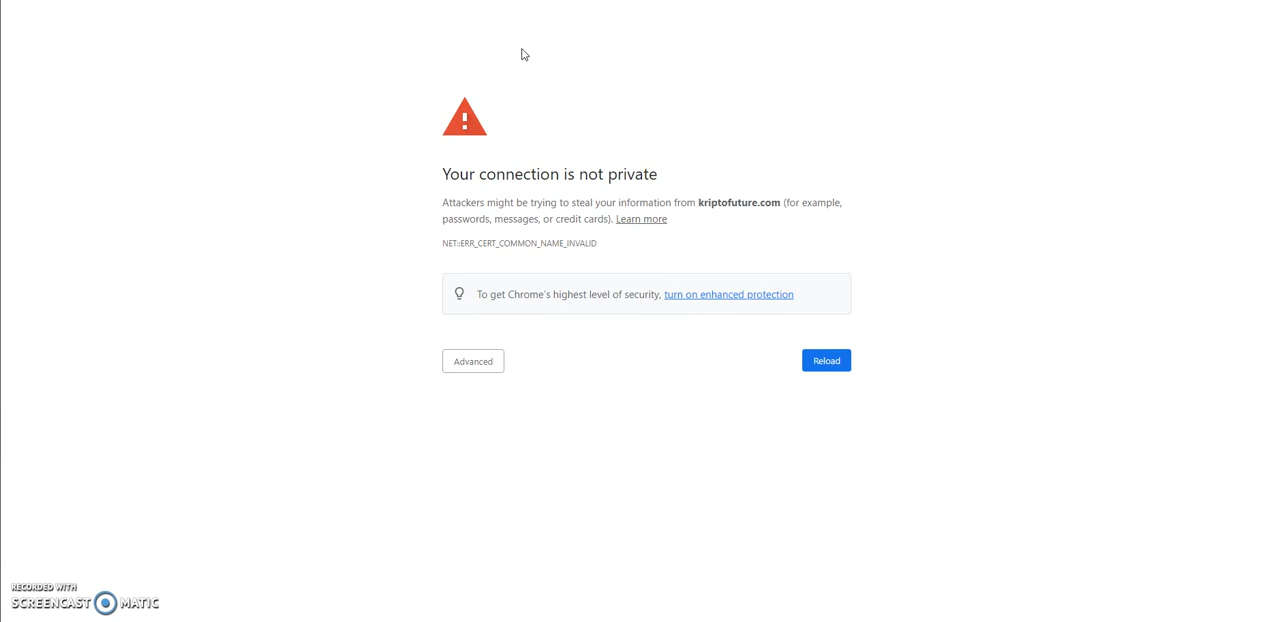 Your connection is not private
Attackers might be trying to steal your information from kriptofuture.com (for example,
passwords, messages, or credit cards). Learn more
NET::ERR_CERT_COMMON_NAME_INVALID
To get Chrome's highest level of security, turn on enhanced protection
Advanced
Reload
RECORDED WITH
SCREENCAST MATIC